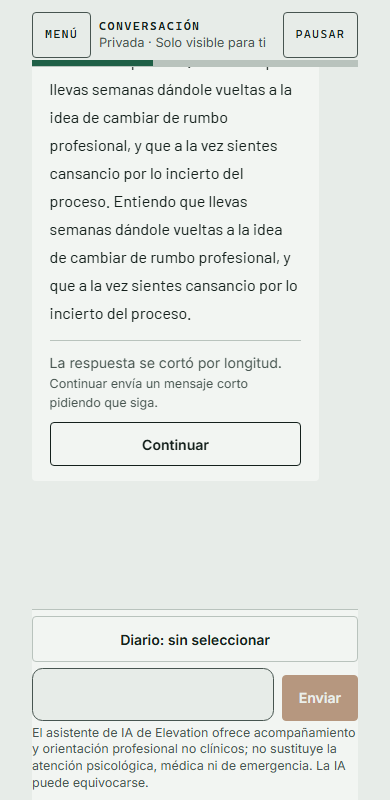 MENÚ
CONVERSACIÓN
Privada · Solo visible para ti
PAUSAR
llevas semanas dándole vueltas a la
idea de cambiar de rumbo
profesional, y que a la vez sientes
cansancio por lo incierto del
proceso. Entiendo que llevas
semanas dándole vueltas a la idea
de cambiar de rumbo profesional, y
que a la vez sientes cansancio por lo
incierto del proceso.
La respuesta se cortó por longitud.
Continuar envía un mensaje corto
pidiendo que siga.
Continuar
Diario: sin seleccionar
Enviar
El asistente de IA de Elevation ofrece acompañamiento
y orientación profesional no clínicos; no sustituye la
atención psicológica, médica ni de emergencia. La IA
puede equivocarse.